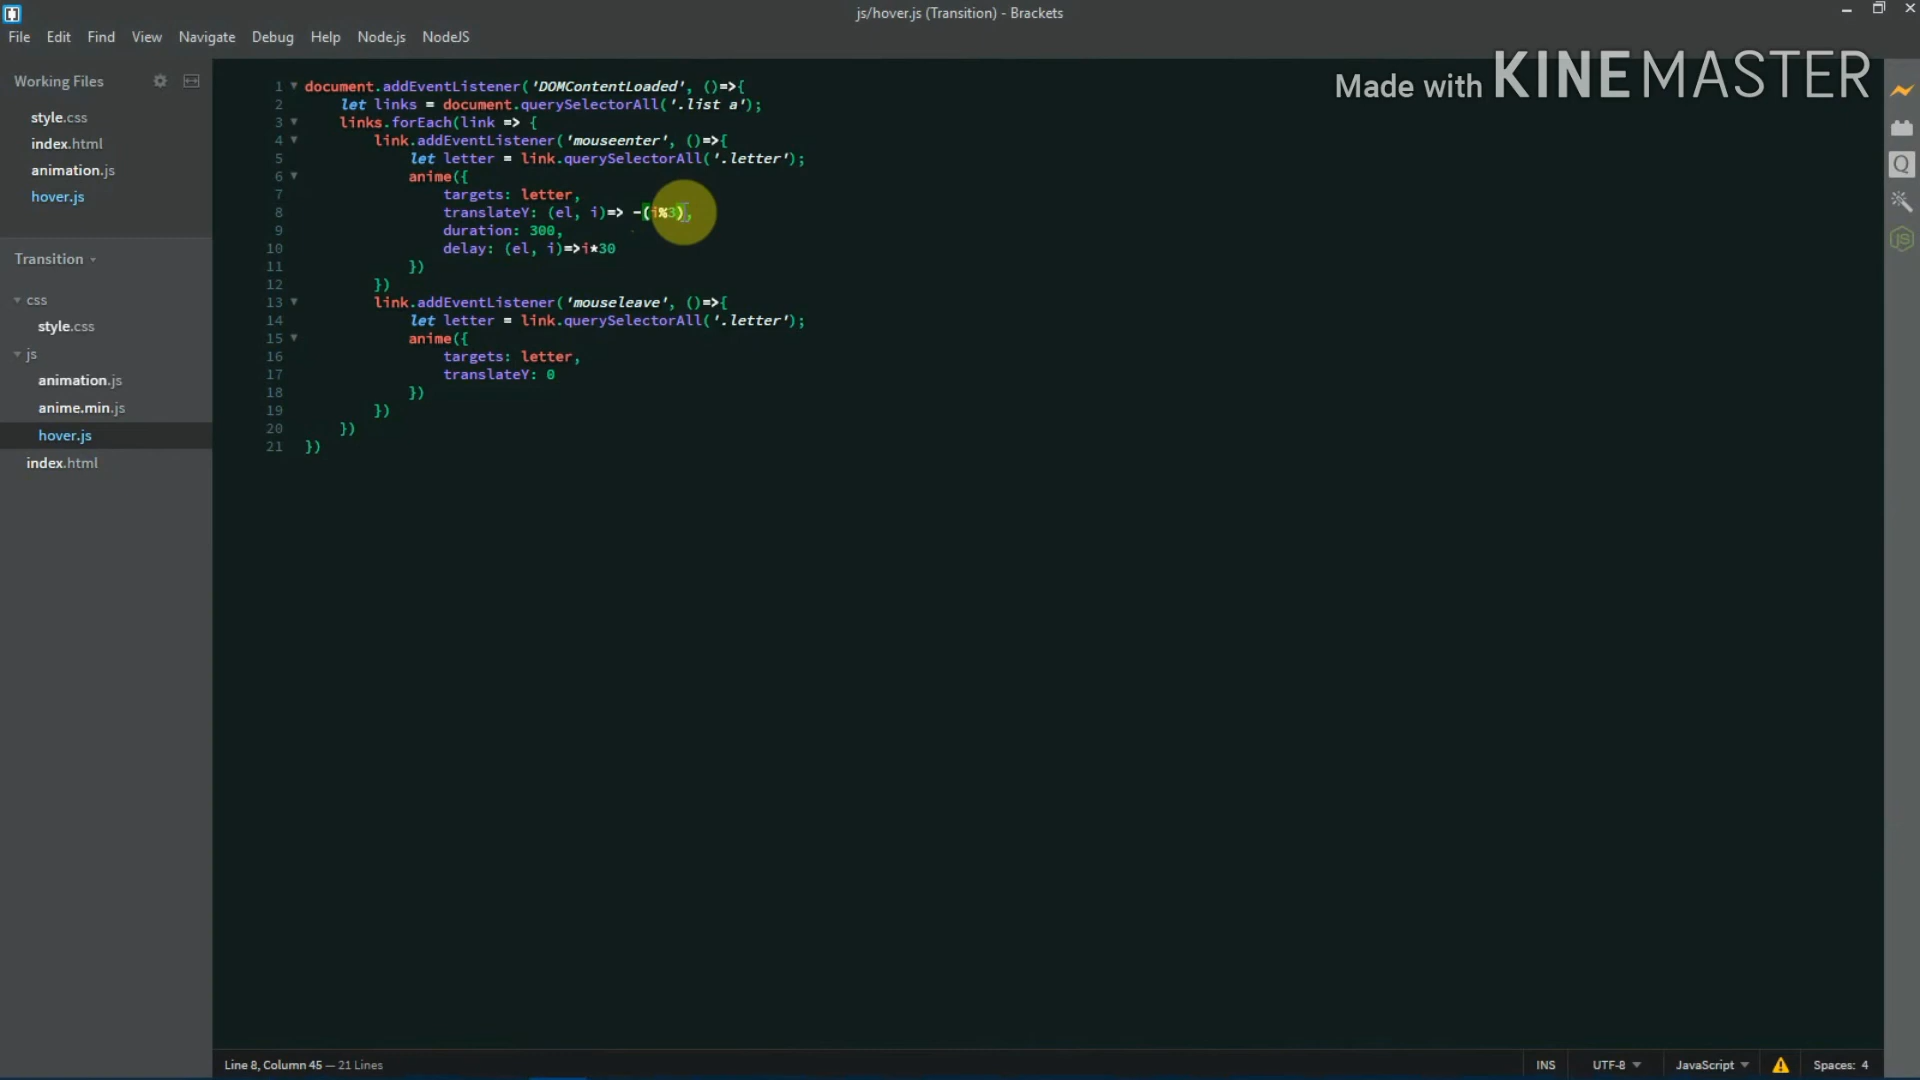 js/hover.js (Transition) - Brackets
File Edit Find View Navigate Debug Help Node.js NodeJS
Made with KINEMASTER
Working Files
style.css
index.html
animation.js
hover.js
Transition
css
style.css
js
animation.js
anime.min.js
hover.js
index.html
1 document.addEventListener('DOMContentLoaded', ()=>{
2 let links = document.querySelectorAll('.list a');
3 links.forEach(link => {
4 link.addEventListener('mouseenter', ()=>{
5 let letter = link.querySelectorAll('.letter');
6 anime({
7 targets: letter,
8 translateY: (el, i)=> -(i%3),
9 duration: 300,
10 delay: (el, i)=>i*30
11 })
12 })
13 link.addEventListener('mouseleave', ()=>{
14 let letter = link.querySelectorAll('.letter');
15 anime({
16 targets: letter,
17 translateY: 0
18 })
19 })
20 })
21 })
Line 8, Column 45 — 21 Lines
INS UTF-8 JavaScript Spaces: 4
Q
JS